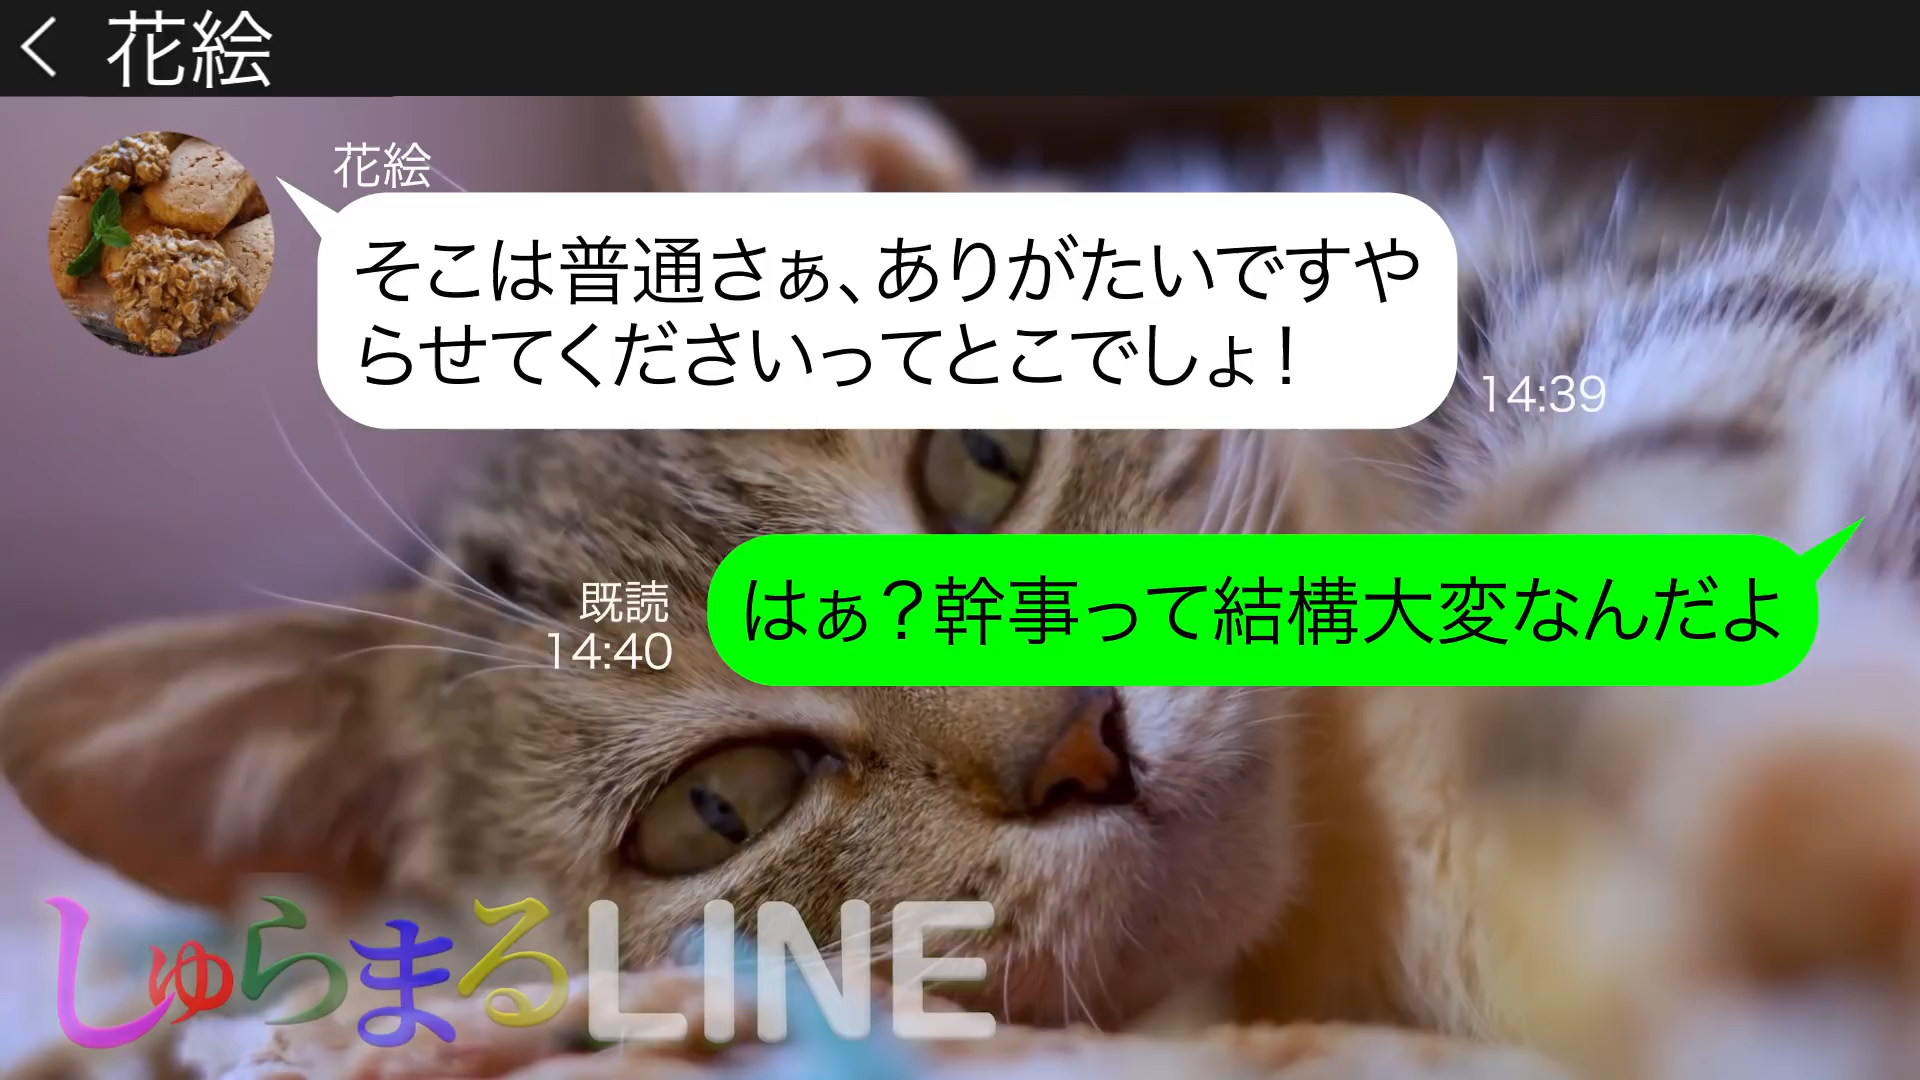 花絵
花絵
そこは普通さぁ、ありがたいですや
らせてくださいってとこでしょ!
14:39
はぁ?幹事って結構大変なんだよ
既読
14:40
しゅらまるLINE